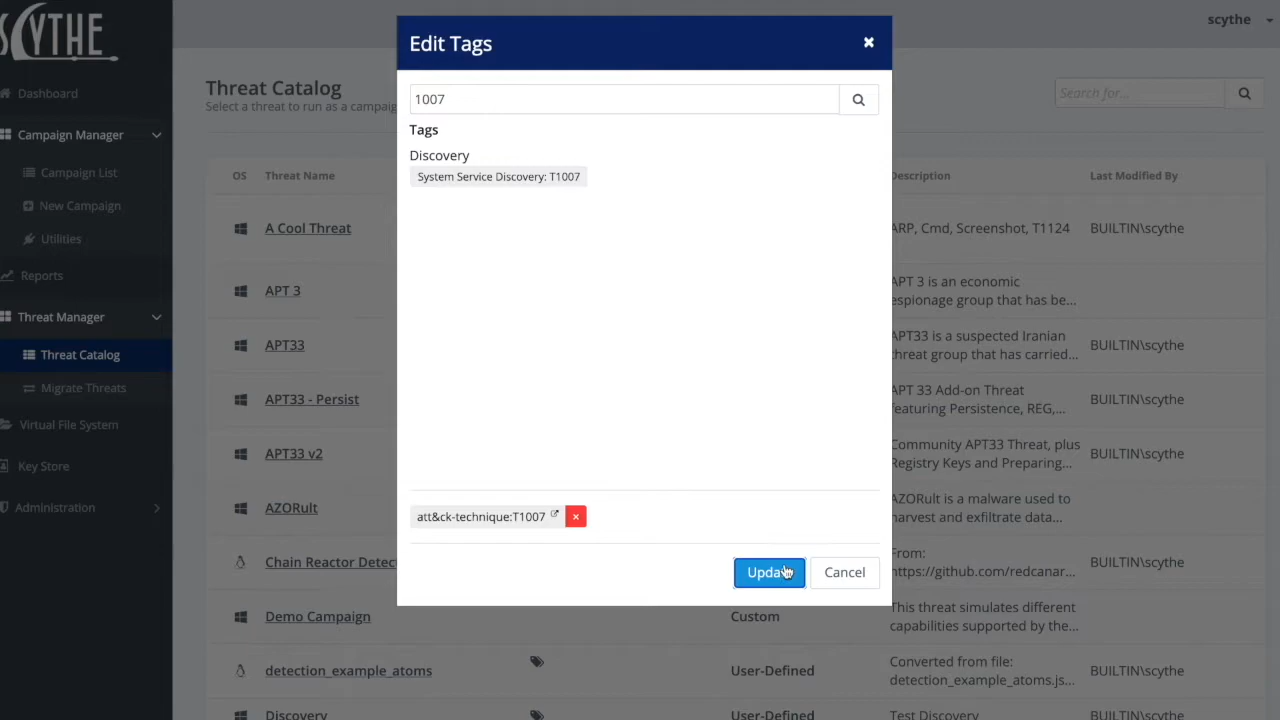 SCYTHE
Dashboard
Campaign Manager
Campaign List
New Campaign
Utilities
Reports
Threat Manager
Threat Catalog
Migrate Threats
Virtual File System
Key Store
Administration
scythe
Threat Catalog
Select a threat to run as a campaig
Search for...
Edit Tags
1007
Tags
Discovery
System Service Discovery: T1007
att&ck-technique:T1007
Update
Cancel
OS Threat Name Description Last Modified By
A Cool Threat ARP, Cmd, Screenshot, T1124 BUILTIN\scythe
APT 3 APT 3 is an economic
espionage group that has be...
APT33 APT33 is a suspected Iranian BUILTIN\scythe
threat group that has carried...
APT33 - Persist APT 33 Add-on Threat BUILTIN\scythe
featuring Persistence, REG,...
APT33 v2 Community APT33 Threat, plus BUILTIN\scythe
Registry Keys and Preparing...
AZORult AZORult is a malware used to BUILTIN\scythe
harvest and exfiltrate data...
Chain Reactor Detec From: BUILTIN\scythe
https://github.com/redcanar...
Demo Campaign Custom This threat simulates different
capabilities supported by the...
detection_example_atoms User-Defined Converted from file: BUILTIN\scythe
detection_example_atoms.js...
Discovery User-Defined Test Discovery BUILTIN\scythe